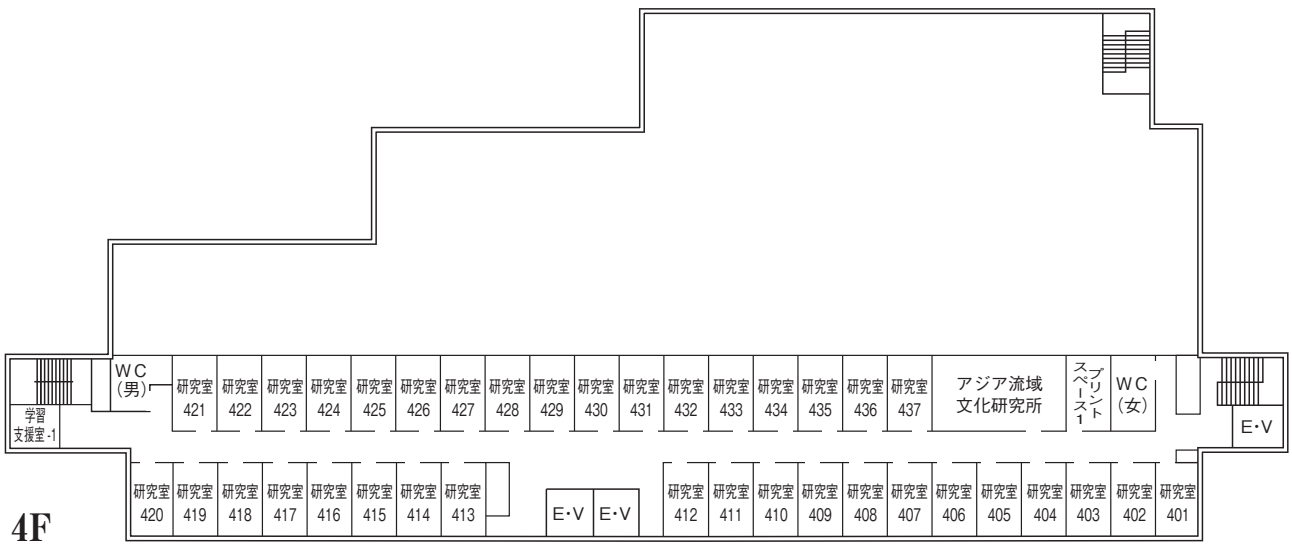 WC
(男)
研究室
421
研究室
422
研究室
423
研究室
424
研究室
425
研究室
426
研究室
427
研究室
428
研究室
429
研究室
430
研究室
431
研究室
432
研究室
433
研究室
434
研究室
435
研究室
436
研究室
437
アジア流域
文化研究所
プリント
スペース1
WC
(女)
学習
支援室-1
E・V
研究室
420
研究室
419
研究室
418
研究室
417
研究室
416
研究室
415
研究室
414
研究室
413
E・V
E・V
研究室
412
研究室
411
研究室
410
研究室
409
研究室
408
研究室
407
研究室
406
研究室
405
研究室
404
研究室
403
研究室
402
研究室
401
4F